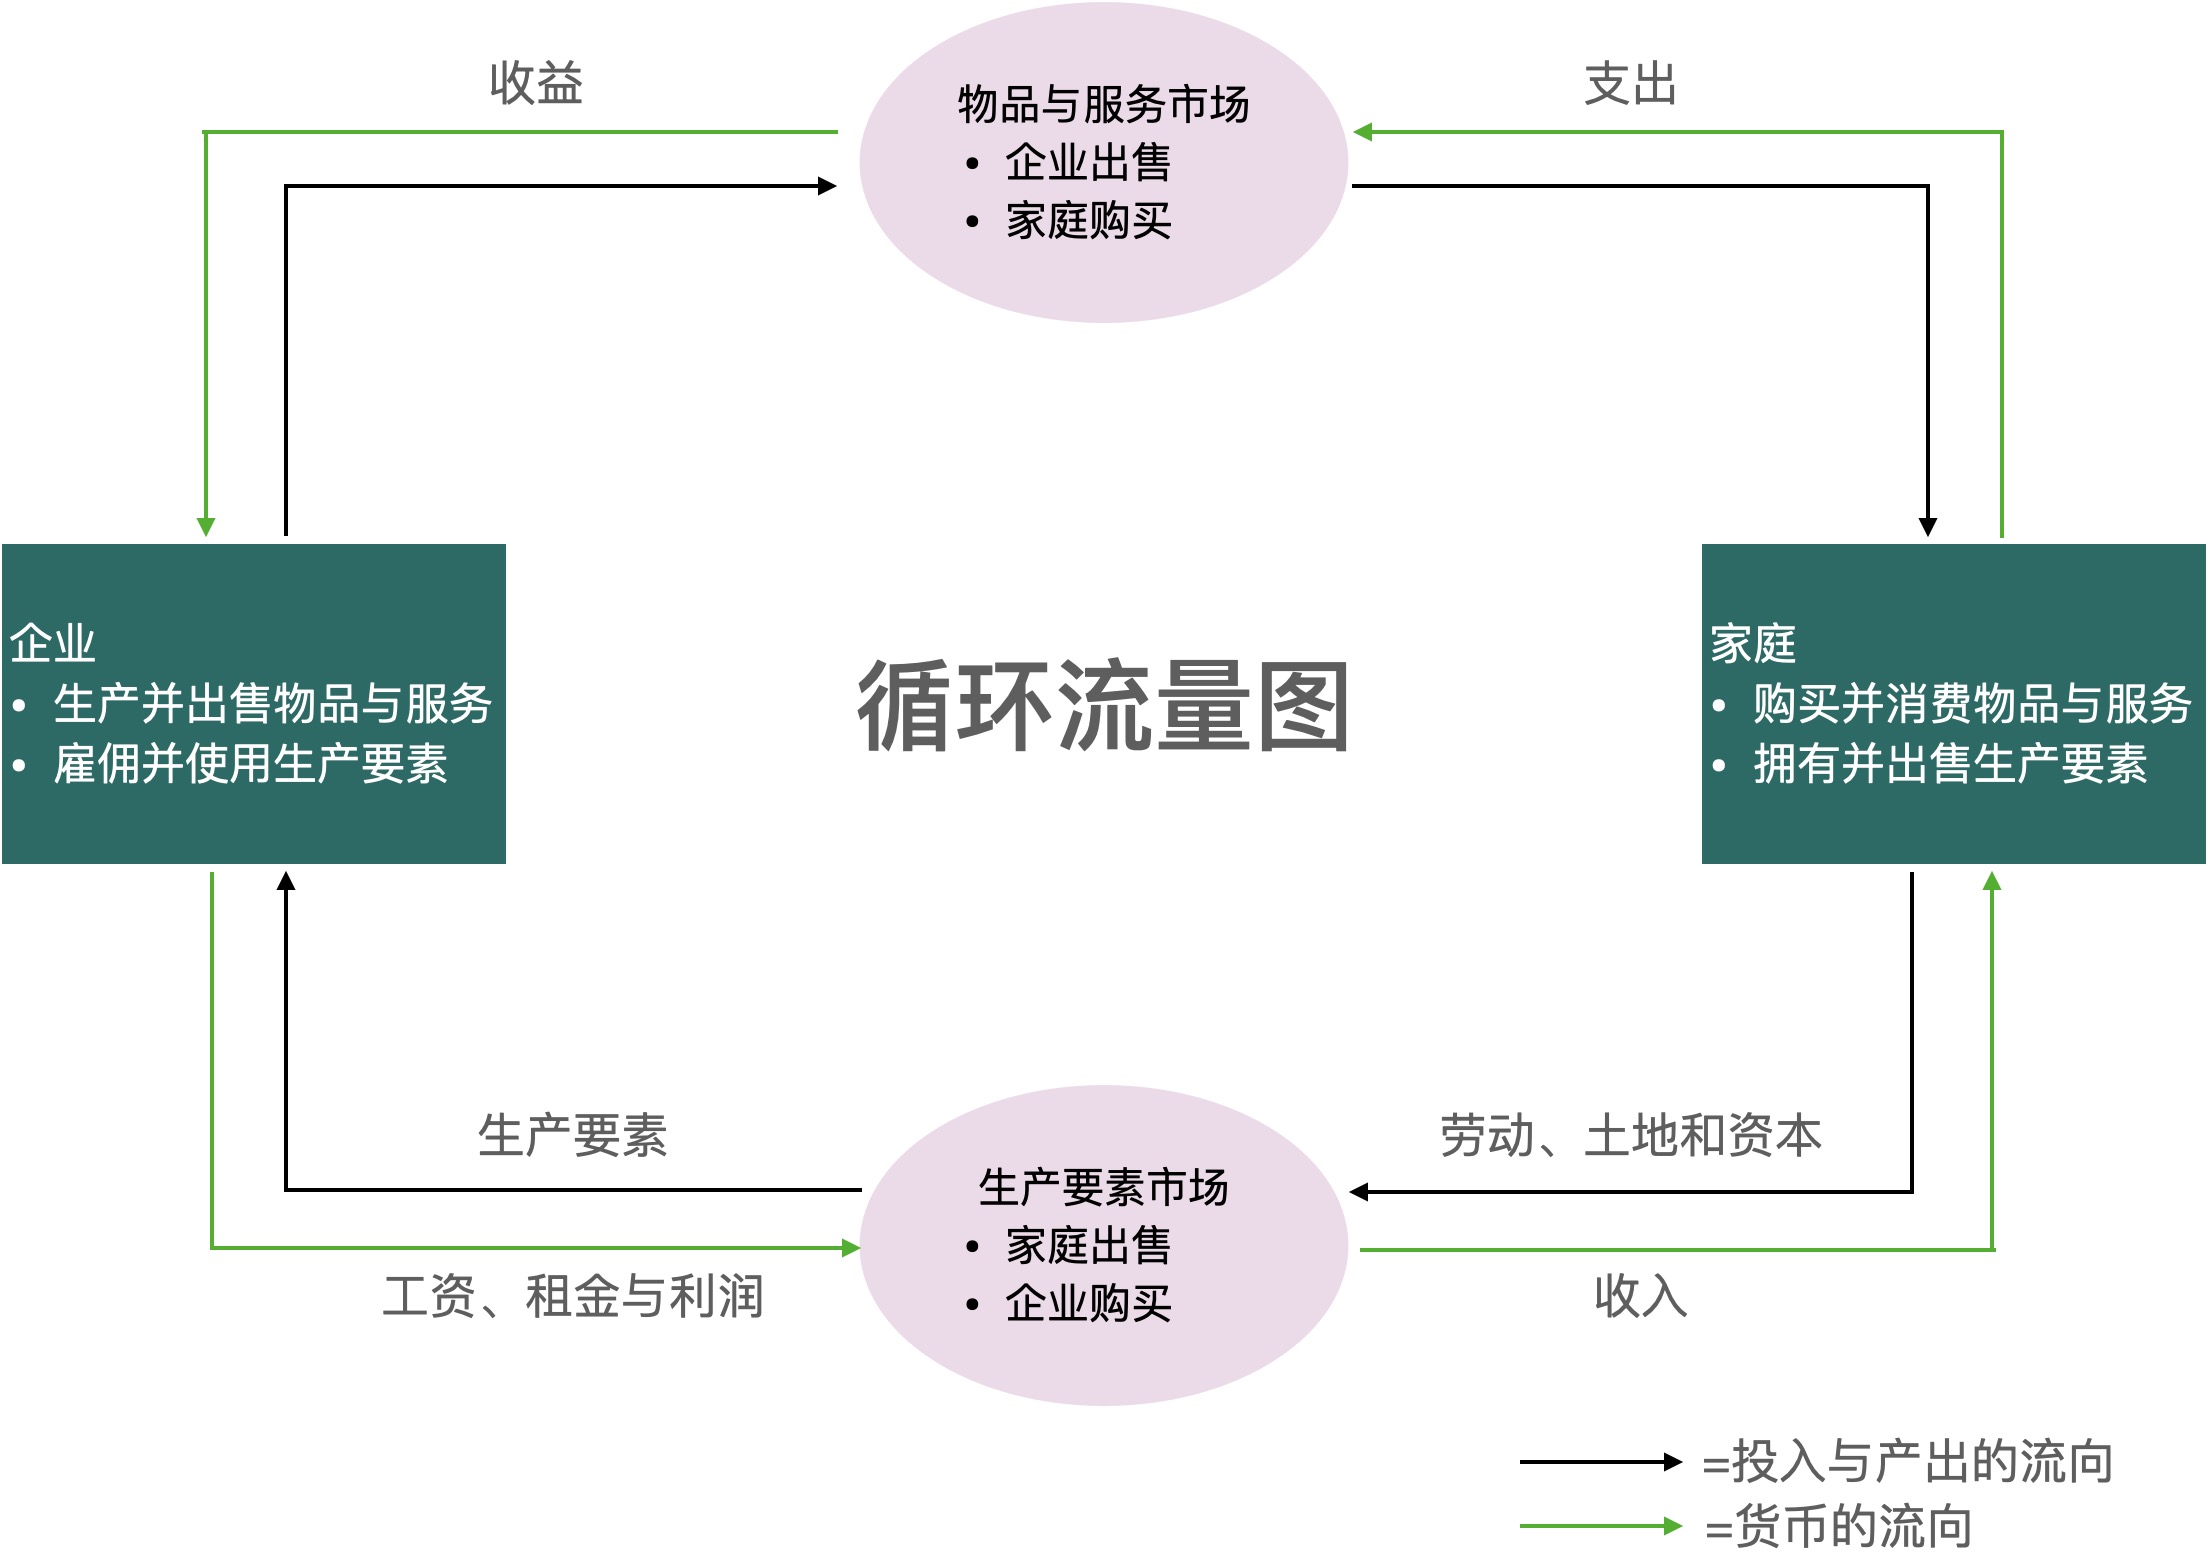 收益
支出
物品与服务市场
• 企业出售
• 家庭购买
企业
• 生产并出售物品与服务
• 雇佣并使用生产要素
循环流量图
家庭
• 购买并消费物品与服务
• 拥有并出售生产要素
生产要素
劳动、土地和资本
生产要素市场
• 家庭出售
• 企业购买
工资、租金与利润
收入
=投入与产出的流向
=货币的流向